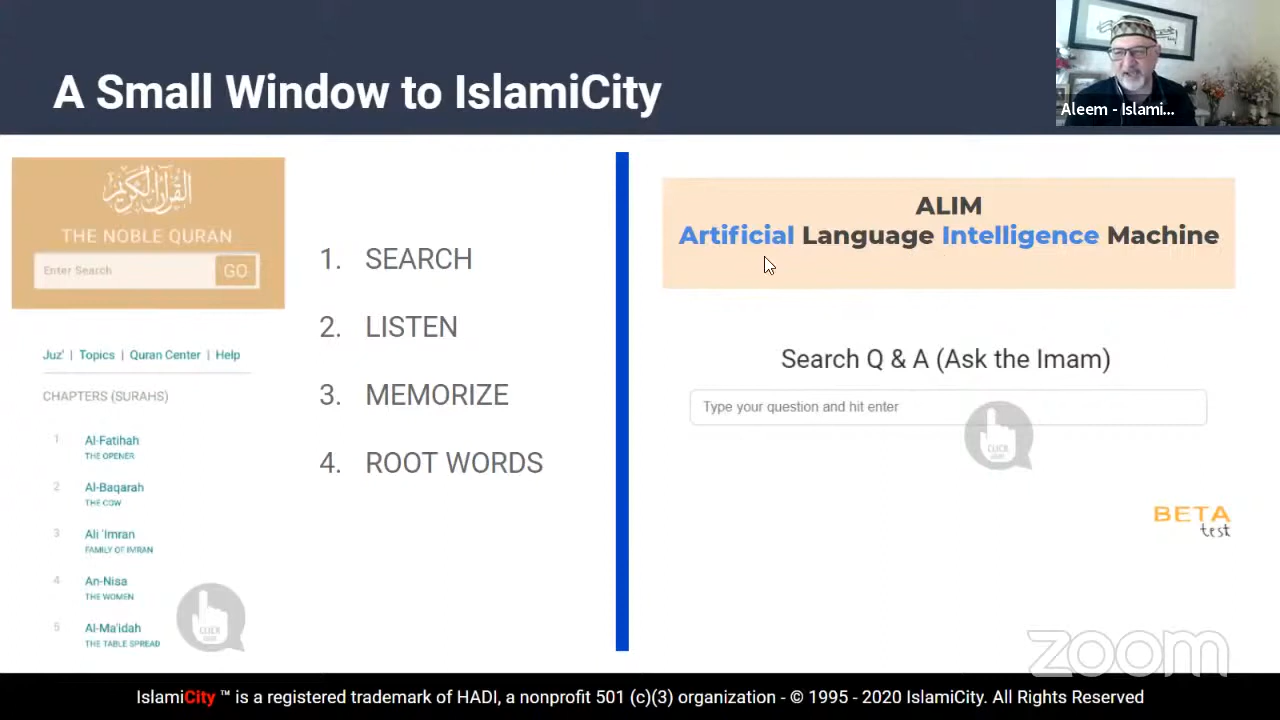 A Small Window to IslamiCity
Aleem - Islami...
القرآن الكريم
THE NOBLE QURAN
Enter Search
GO
Juz' | Topics | Quran Center | Help
CHAPTERS (SURAHS)
1 Al-Fatihah
THE OPENER
2 Al-Baqarah
THE COW
3 Ali 'Imran
FAMILY OF IMRAN
4 An-Nisa
THE WOMEN
5 Al-Ma'idah
THE TABLE SPREAD
CLICK
1. SEARCH
2. LISTEN
3. MEMORIZE
4. ROOT WORDS
ALIM
Artificial Language Intelligence Machine
Search Q & A (Ask the Imam)
Type your question and hit enter
CLICK
BETA
test
zoom
IslamiCity ™ is a registered trademark of HADI, a nonprofit 501 (c)(3) organization - © 1995 - 2020 IslamiCity. All Rights Reserved